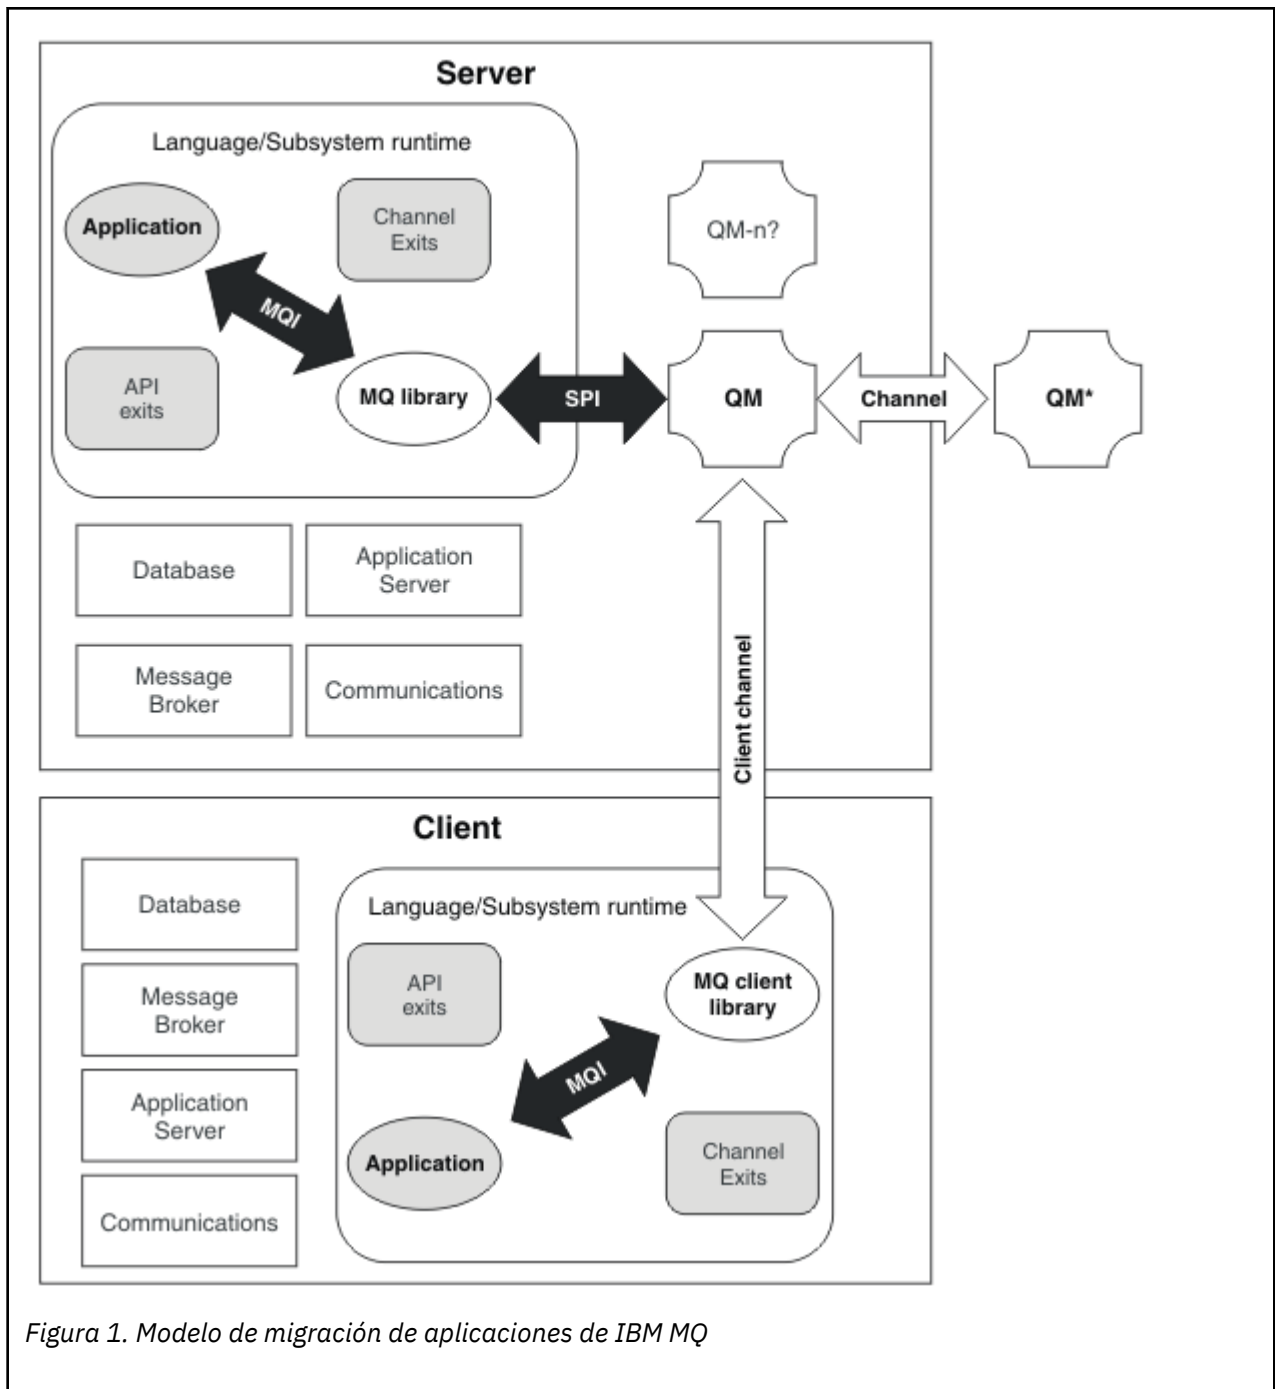 Server
Language/Subsystem runtime
Application
Channel
Exits
MQI
API
exits
MQ library
SPI
QM-n?
QM
Channel
QM*
Database
Application
Server
Message
Broker
Communications
Client channel
Client
Database
Message
Broker
Application
Server
Communications
Language/Subsystem runtime
API
exits
MQ client
library
MQI
Application
Channel
Exits
Figura 1. Modelo de migración de aplicaciones de IBM MQ